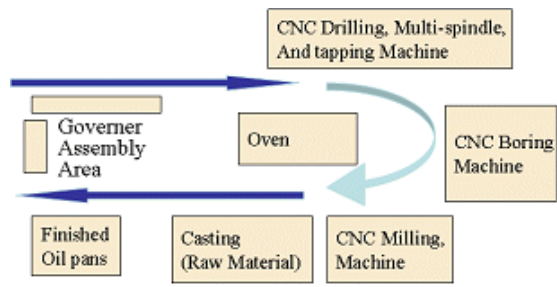 CNC Drilling, Multi-spindle,
And tapping Machine
Governer
Assembly
Area
Oven
CNC Boring
Machine
Finished
Oil pans
Casting
(Raw Material)
CNC Milling,
Machine